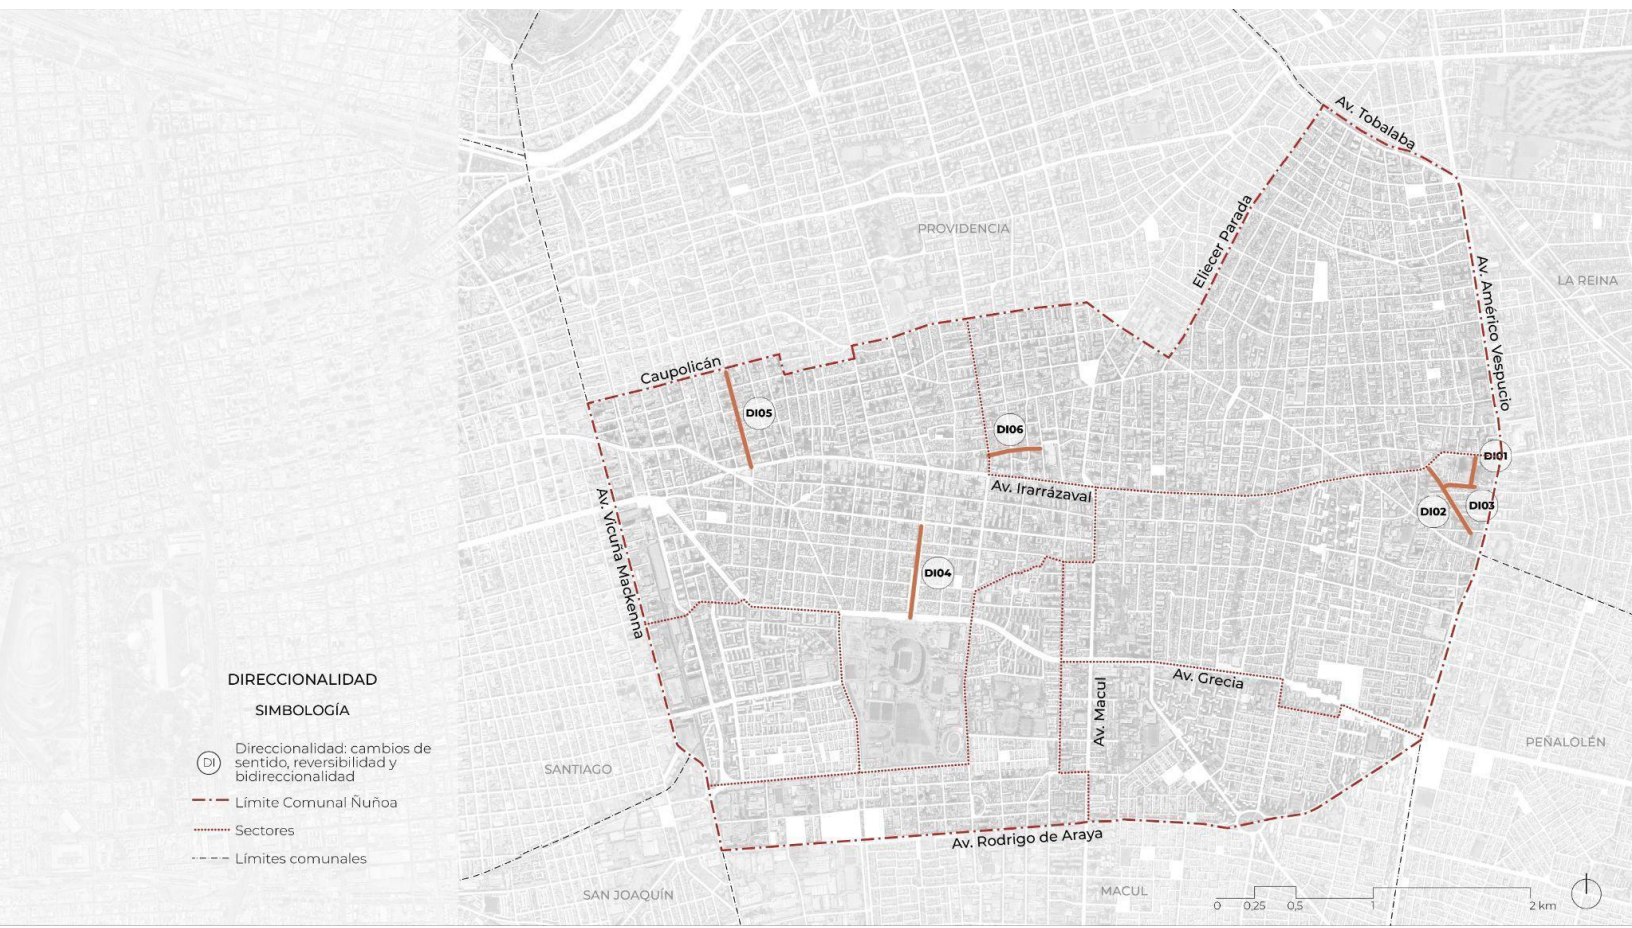 Av. Tobalaba
Eliecer Parada
PROVIDENCIA
Av. Américo Vespucio
LA REINA
Caupolicán
DI05
DI06
DI01
Av. Irarrázaval
DI02
DI03
Av. Vicuña Mackenna
DI04
Av. Grecia
Av. Macul
DIRECCIONALIDAD
SIMBOLOGÍA
DI
Direccionalidad: cambios de
sentido, reversibilidad y
bidireccionalidad
Límite Comunal Ñuñoa
Sectores
Límites comunales
SANTIAGO
PEÑALOLÉN
Av. Rodrigo de Araya
SAN JOAQUÍN
MACUL
0 0,25 0,5 1 2 km